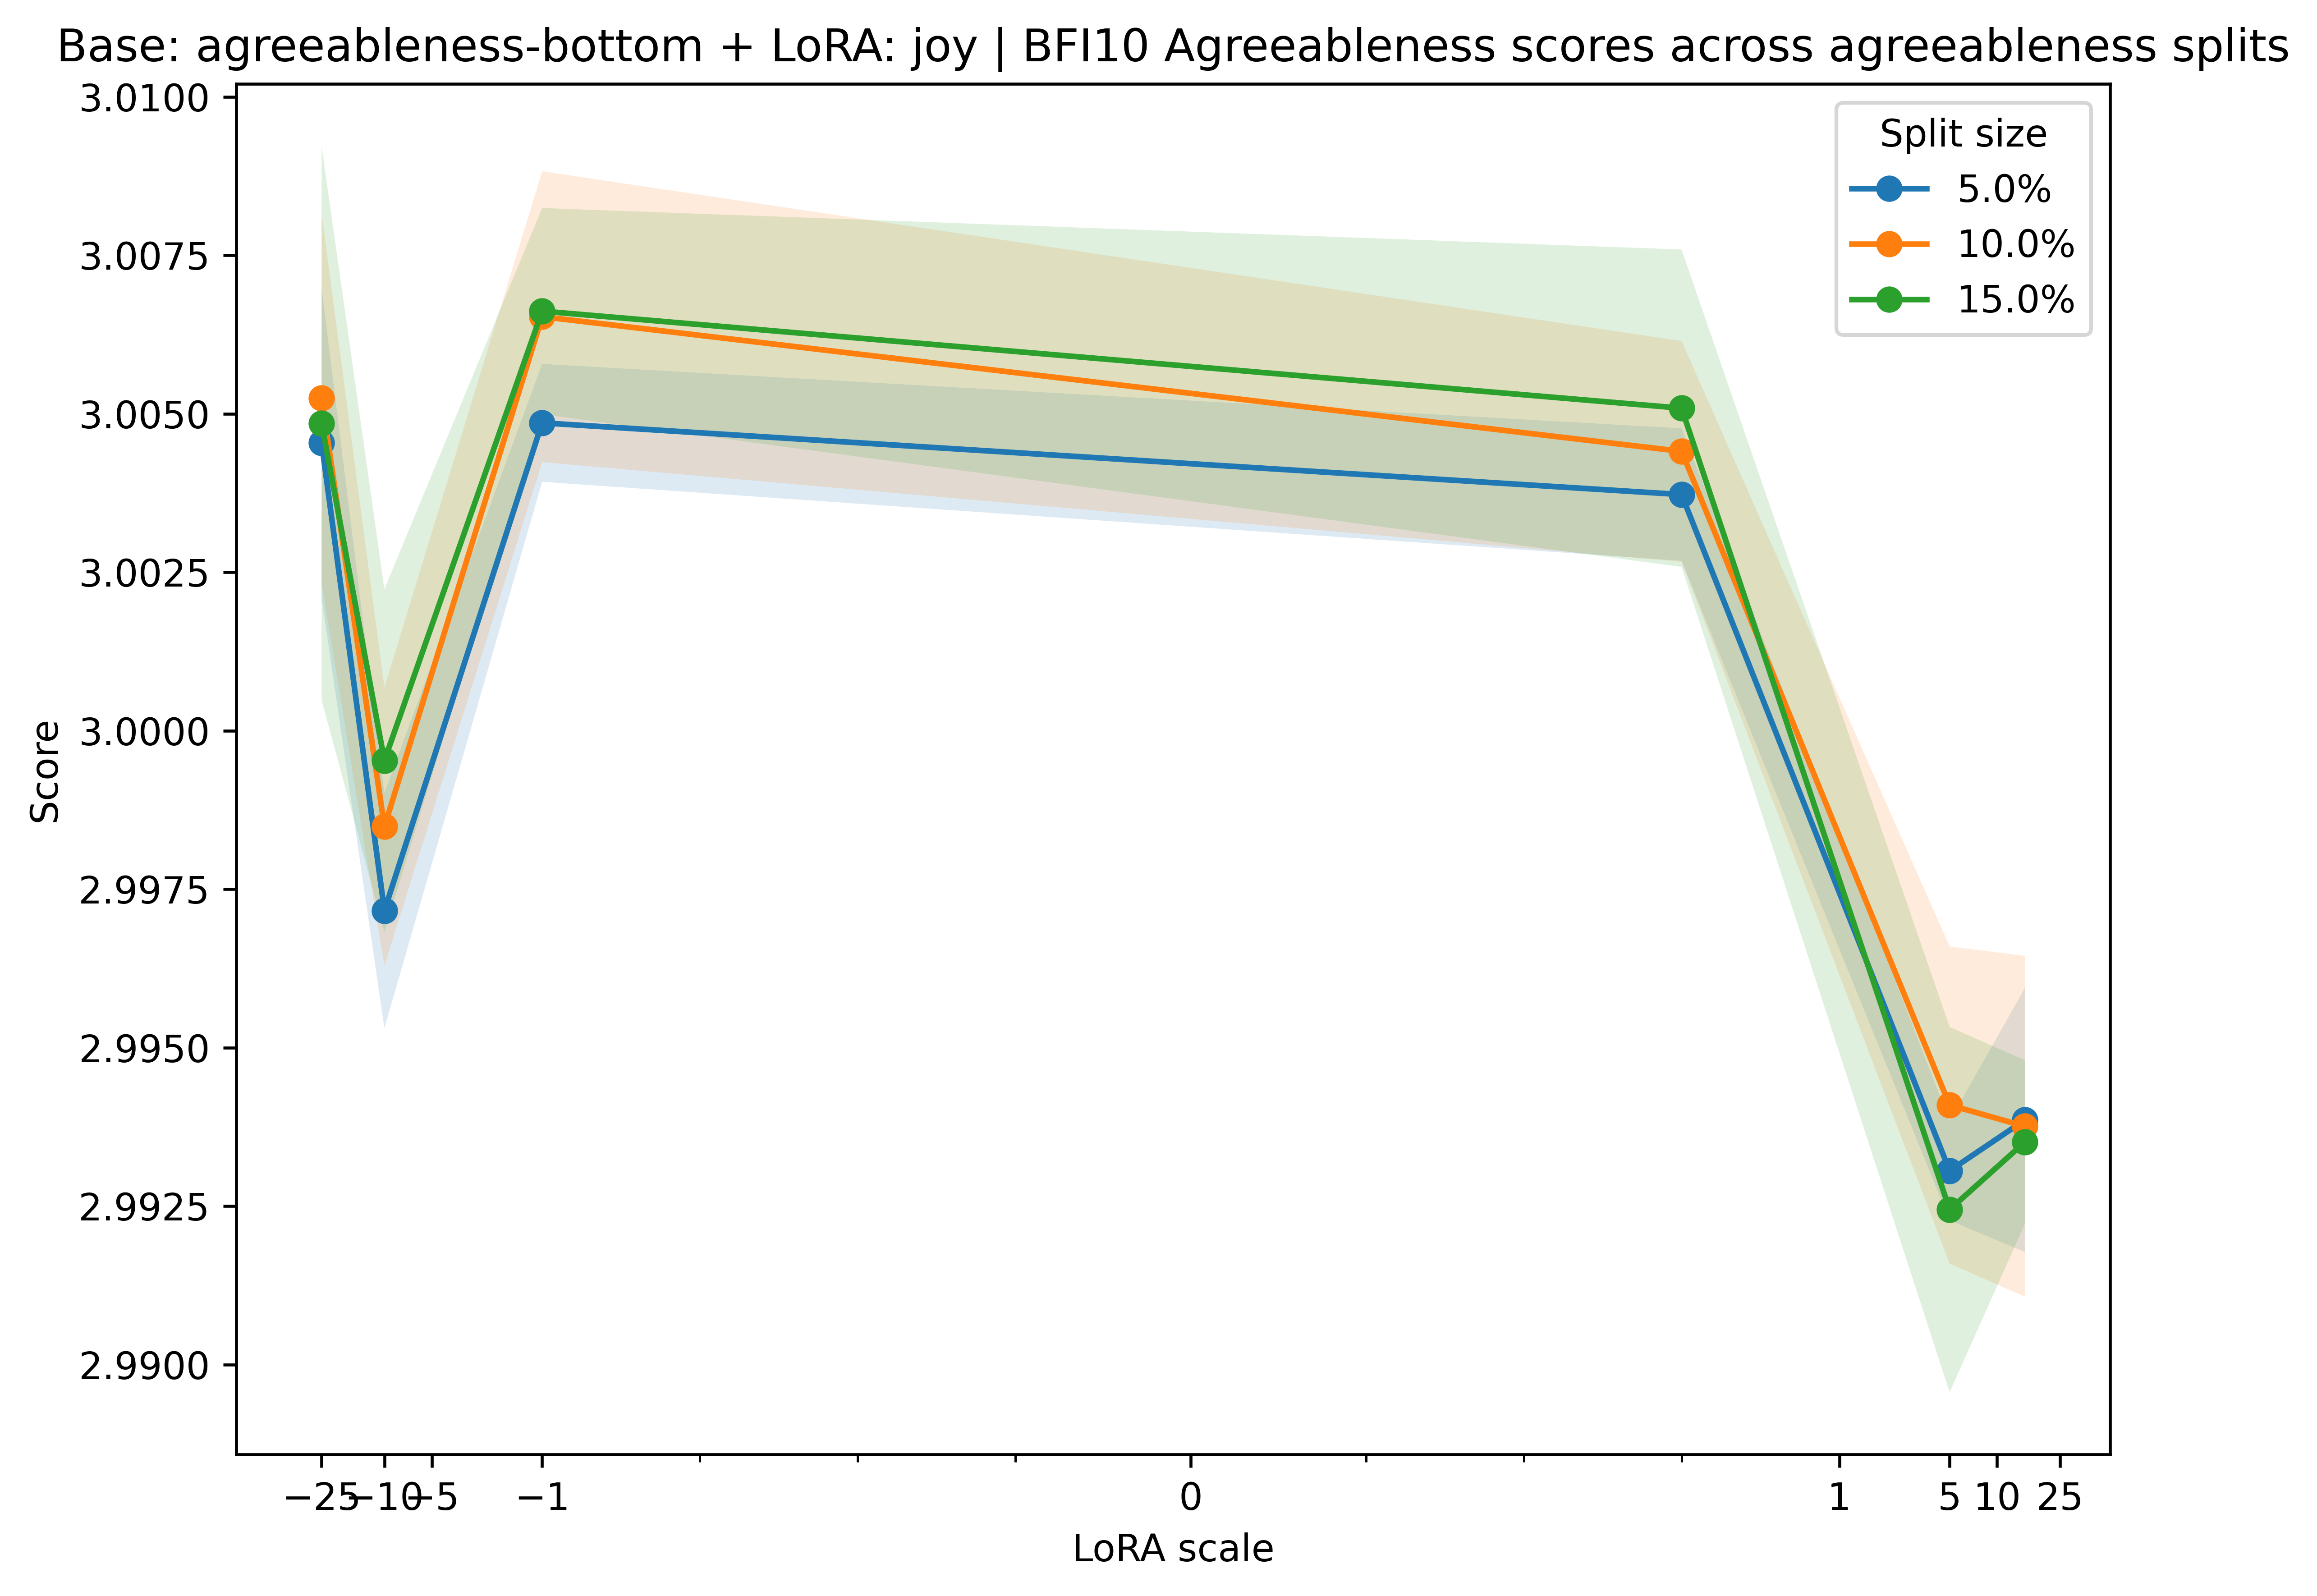 Base: agreeableness-bottom + LoRA: joy | BFI10 Agreeableness scores across agreeableness splits
3.0100
3.0075
3.0050
3.0025
3.0000
2.9975
2.9950
2.9925
2.9900
Score
Split size
5.0%
10.0%
15.0%
−25 −10 −5 −1 0 1 5 10 25
LoRA scale